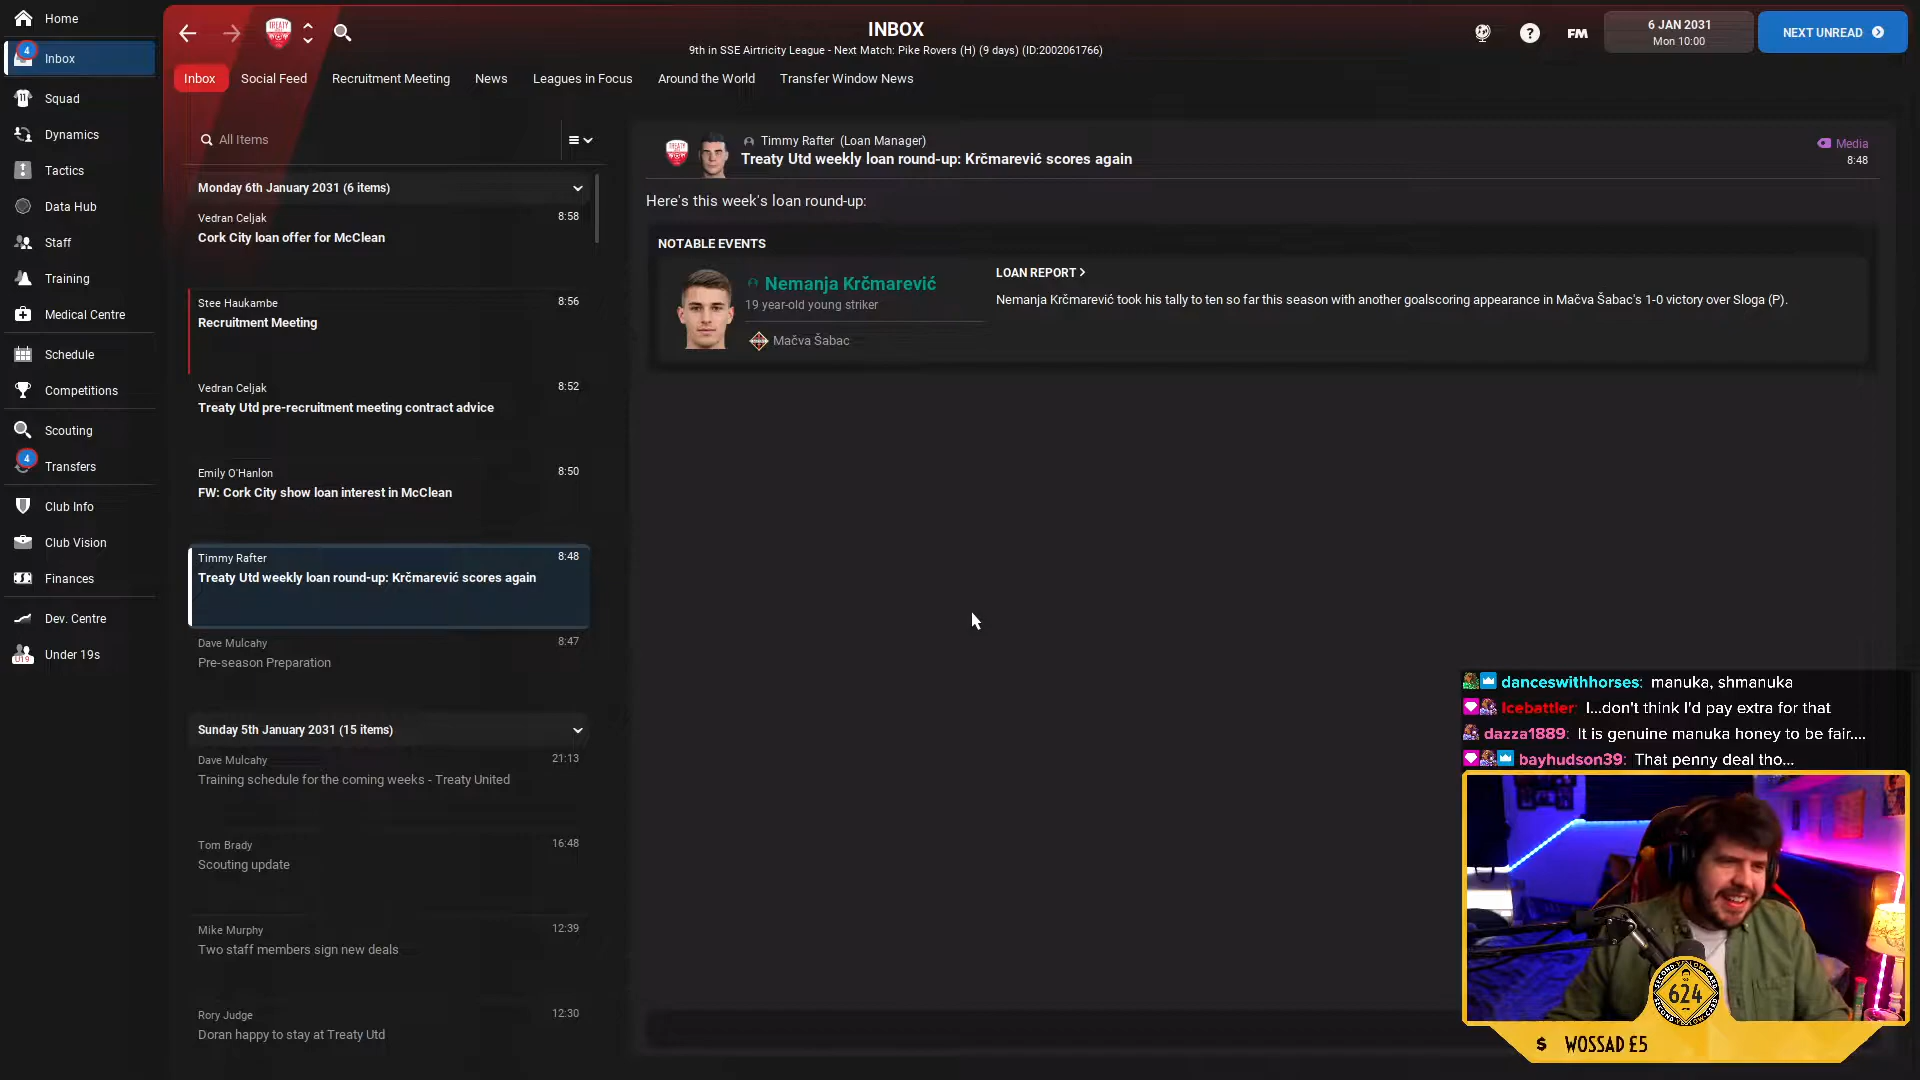 Home
4
Inbox
Squad
Dynamics
Tactics
Data Hub
Staff
Training
Medical Centre
Schedule
Competitions
Scouting
4
Transfers
Club Info
Club Vision
Finances
Dev. Centre
U19
Under 19s
TREATY
INBOX
9th in SSE Airtricity League - Next Match: Pike Rovers (H) (9 days) (ID:2002061766)
?
FM
6 JAN 2031
Mon 10:00
NEXT UNREAD
Inbox
Social Feed
Recruitment Meeting
News
Leagues in Focus
Around the World
Transfer Window News
All Items
Monday 6th January 2031 (6 items)
Vedran Celjak 8:58
Cork City loan offer for McClean
Stee Haukambe 8:56
Recruitment Meeting
Vedran Celjak 8:52
Treaty Utd pre-recruitment meeting contract advice
Emily O'Hanlon 8:50
FW: Cork City show loan interest in McClean
Timmy Rafter 8:48
Treaty Utd weekly loan round-up: Krčmarević scores again
Dave Mulcahy 8:47
Pre-season Preparation
Sunday 5th January 2031 (15 items)
Dave Mulcahy 21:13
Training schedule for the coming weeks - Treaty United
Tom Brady 16:48
Scouting update
Mike Murphy 12:39
Two staff members sign new deals
Rory Judge 12:30
Doran happy to stay at Treaty Utd
TREATY
Timmy Rafter (Loan Manager)
Treaty Utd weekly loan round-up: Krčmarević scores again
Media
8:48
Here's this week's loan round-up:
NOTABLE EVENTS
Nemanja Krčmarević
19 year-old young striker
Mačva Šabac
LOAN REPORT
Nemanja Krčmarević took his tally to ten so far this season with another goalscoring appearance in Mačva Šabac's 1-0 victory over Sloga (P).
danceswithhorses: manuka, shmanuka
Icebattler: I...don't think I'd pay extra for that
dazza1889: It is genuine manuka honey to be fair....
bayhudson39: That penny deal tho...
SECOND YELLOW CARD
624
$ WOSSAD £5